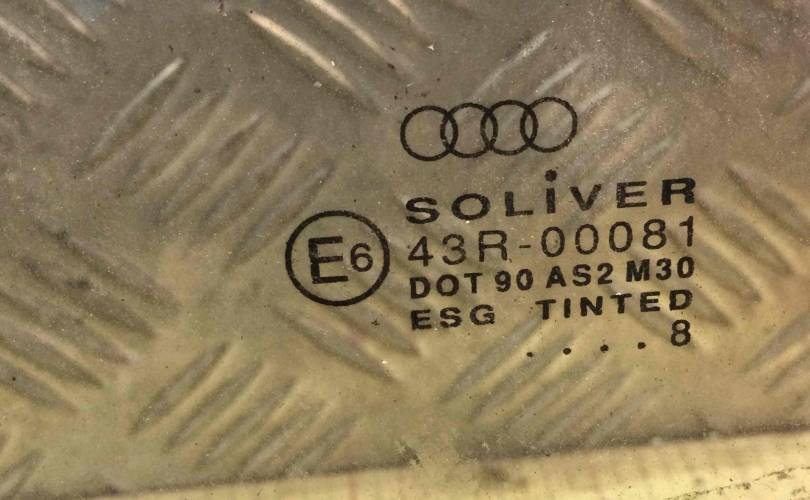 SOLiVER
E6
43R-00081
DOT 90 AS2 M30
ESG TINTED
. . . . 8